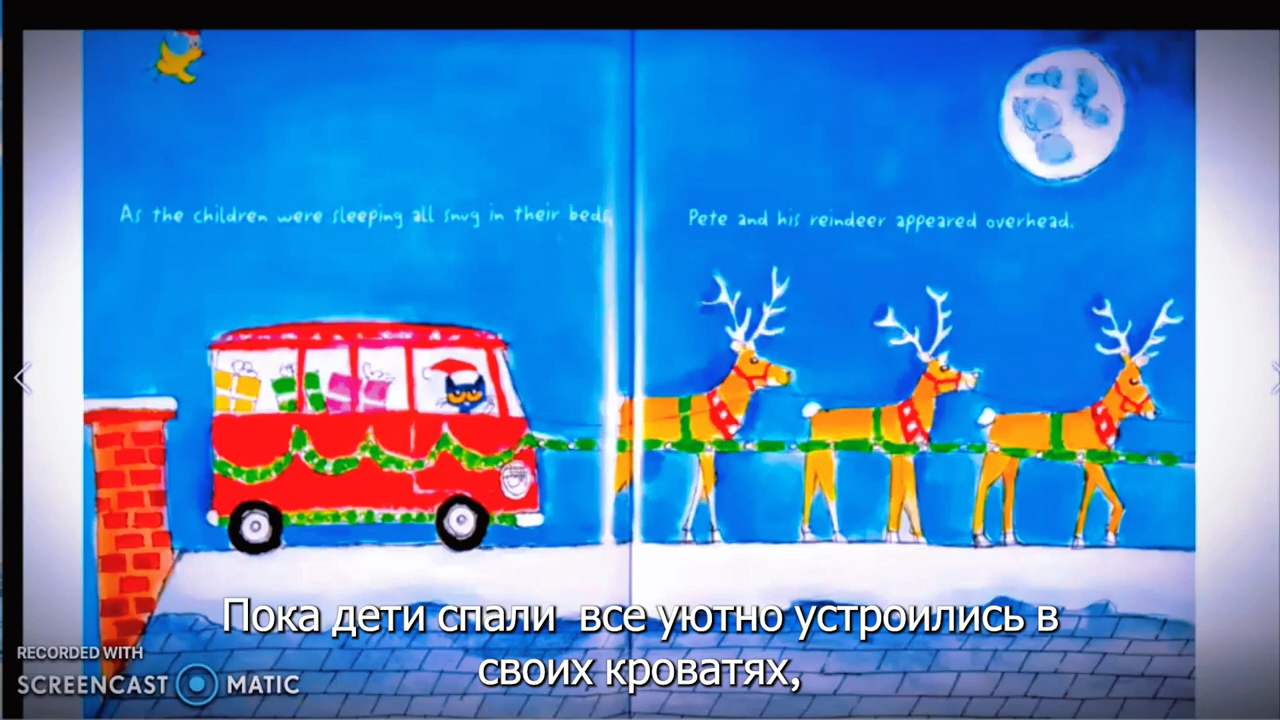 As the children were sleeping all snug in their beds,
Pete and his reindeer appeared overhead.
Пока дети спали  все уютно устроились в
своих кроватях,
RECORDED WITH
SCREENCAST MATIC